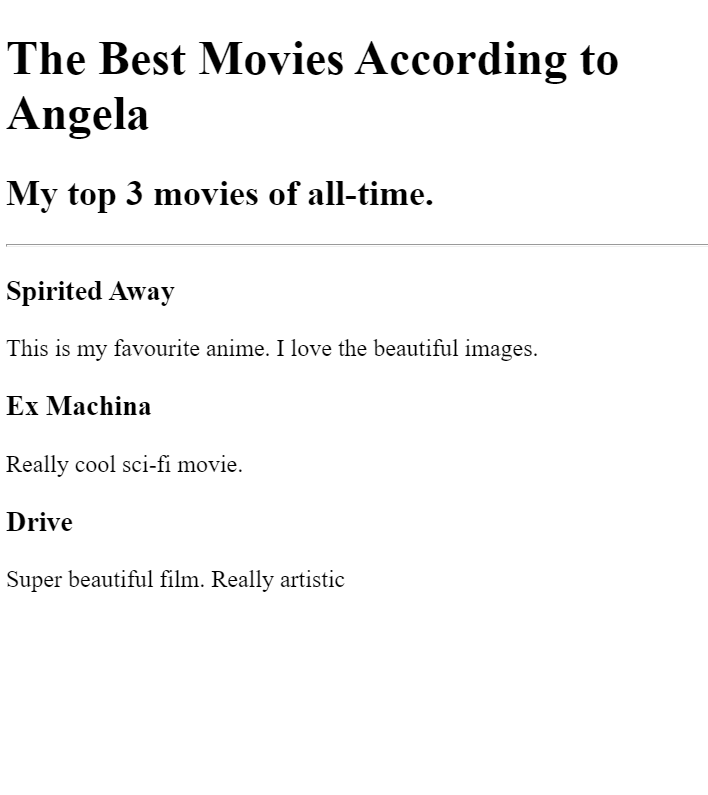 The Best Movies According to
Angela
My top 3 movies of all-time.
Spirited Away
This is my favourite anime. I love the beautiful images.
Ex Machina
Really cool sci-fi movie.
Drive
Super beautiful film. Really artistic